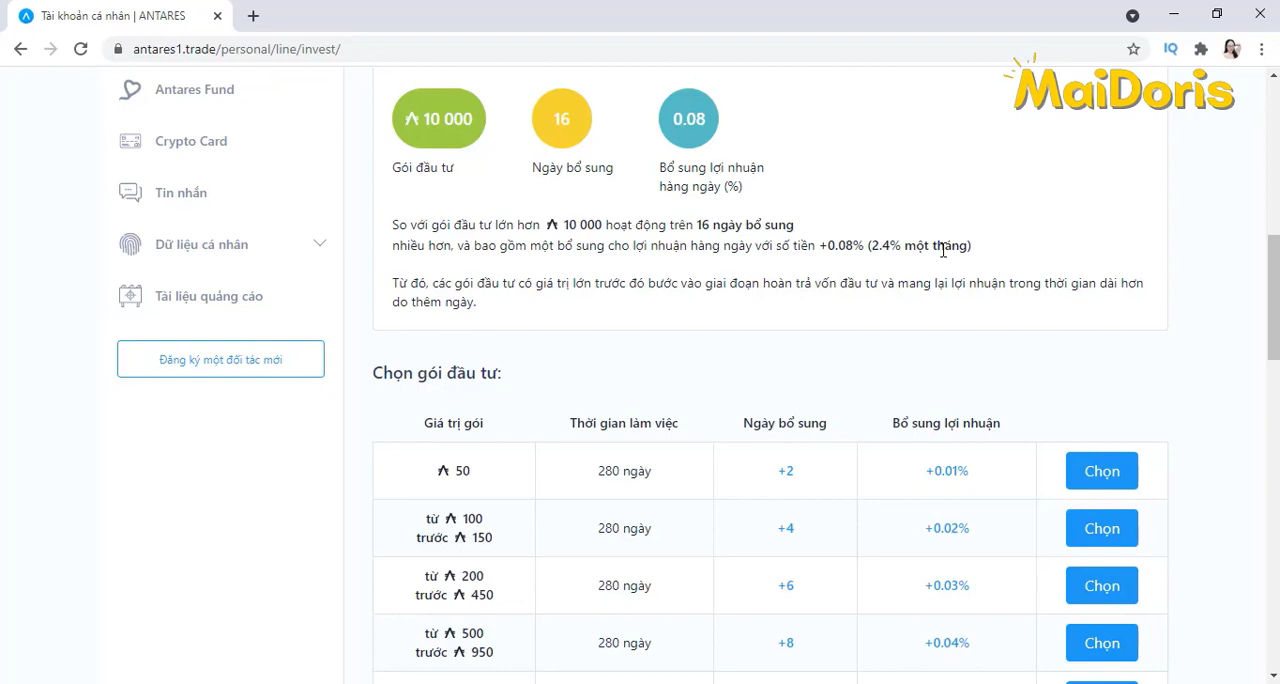 Tài khoản cá nhân | ANTARES
antares1.trade/personal/line/invest/
IQ
MaiDoris
Antares Fund
Crypto Card
Tin nhắn
Dữ liệu cá nhân
Tài liệu quảng cáo
Đăng ký một đối tác mới
10 000
16
0.08
Gói đầu tư
Ngày bổ sung
Bổ sung lợi nhuận
hàng ngày (%)
So với gói đầu tư lớn hơn 10 000 hoạt động trên 16 ngày bổ sung
nhiều hơn, và bao gồm một bổ sung cho lợi nhuận hàng ngày với số tiền +0.08% (2.4% một tháng)
Từ đó, các gói đầu tư có giá trị lớn trước đó bước vào giai đoạn hoàn trả vốn đầu tư và mang lại lợi nhuận trong thời gian dài hơn
do thêm ngày.
Chọn gói đầu tư:
Giá trị gói Thời gian làm việc Ngày bổ sung Bổ sung lợi nhuận
50 280 ngày +2 +0.01% Chọn
từ 100
trước 150
280 ngày +4 +0.02% Chọn
từ 200
trước 450
280 ngày +6 +0.03% Chọn
từ 500
trước 950
280 ngày +8 +0.04% Chọn